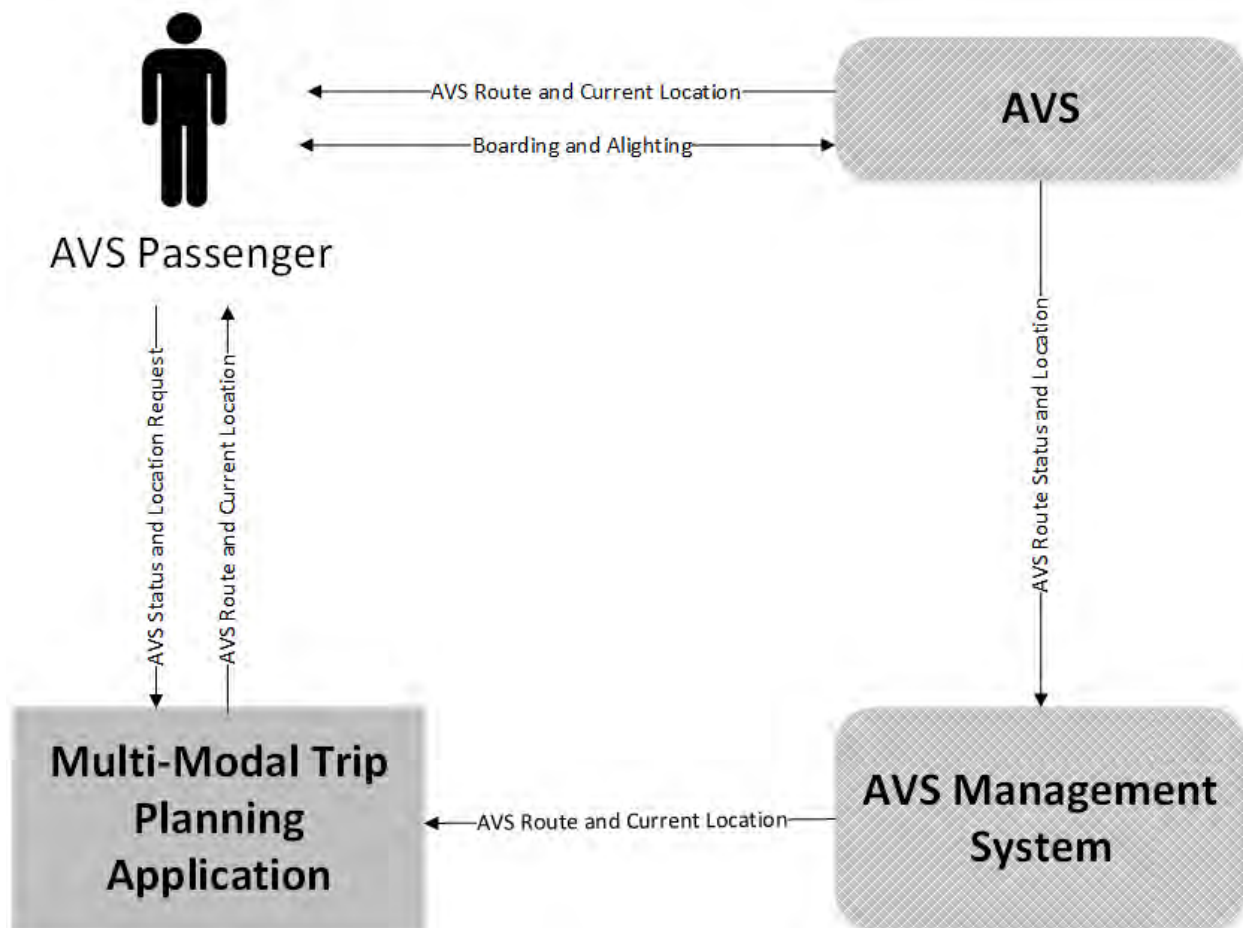 AVS Route and Current Location
AVS
Boarding and Alighting
AVS Passenger
AVS Status and Location Request
AVS Route and Current Location
AVS Route Status and Location
Multi-Modal Trip
Planning
Application
AVS Route and Current Location
AVS Management
System